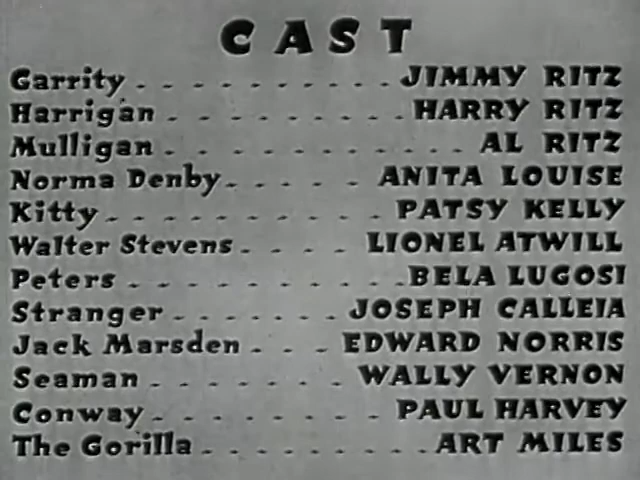 CAST
Garrity - - - - - - - - - - JIMMY RITZ
Harrigan - - - - - - - - - HARRY RITZ
Mulligan - - - - - - - - - - - - AL RITZ
Norma Denby - - - - - ANITA LOUISE
Kitty - - - - - - - - - - - PATSY KELLY
Walter Stevens - - - - LIONEL ATWILL
Peters - - - - - - - - - - - BELA LUGOSI
Stranger - - - - - - - JOSEPH CALLEIA
Jack Marsden - - - EDWARD NORRIS
Seaman - - - - - - - WALLY VERNON
Conway - - - - - - - - - PAUL HARVEY
The Gorilla - - - - - - - - - ART MILES